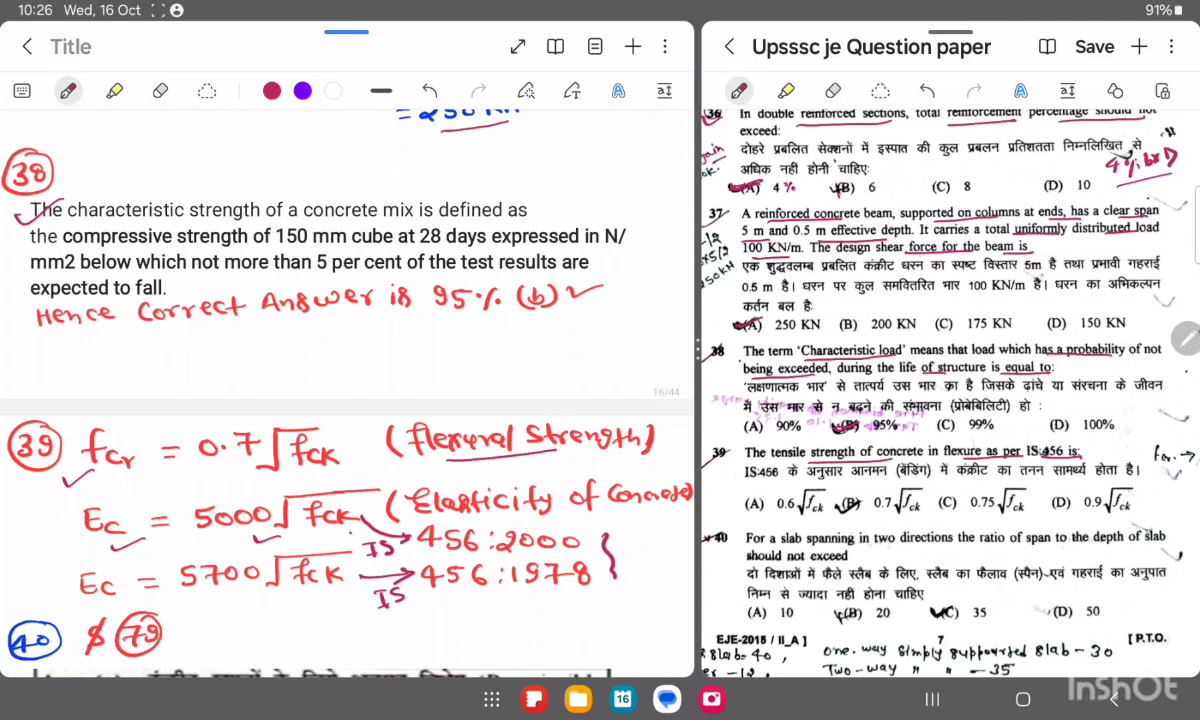 10:26 Wed, 16 Oct
91%
Title
= 250 KN
38
The characteristic strength of a concrete mix is defined as
the compressive strength of 150 mm cube at 28 days expressed in N/
mm2 below which not more than 5 per cent of the test results are
expected to fall.
Hence Correct Answer is 95% (b)
16/44
39 fcr = 0.7√fck (flexural Strength)
Ec = 5000√fck (Elasticity of Concrete)
IS 456:2000
Ec = 5700√fck → 456:1978
IS
40 & 79
Upsssc je Question paper
Save
36 In double reinforced sections, total reinforcement percentage should not
exceed:
दोहरे प्रबलित सेक्शनों में इस्पात की कुल प्रबलन प्रतिशतता निम्नलिखित से
अधिक नहीं होनी चाहिए:
4% bxD
(A) 4 % (B) 6 (C) 8 (D) 10
37 A reinforced concrete beam, supported on columns at ends, has a clear span
5 m and 0.5 m effective depth. It carries a total uniformly distributed load
100 KN/m. The design shear force for the beam is
एक शुद्धवलम्ब प्रबलित कंक्रीट धरन का स्पष्ट विस्तार 5m है तथा प्रभावी गहराई
0.5 m है। धरन पर कुल समवितरित भार 100 KN/m है। धरन का अभिकल्पन
कर्तन बल है:
(A) 250 KN (B) 200 KN (C) 175 KN (D) 150 KN
38 The term 'Characteristic load' means that load which has a probability of not
being exceeded, during the life of structure is equal to:
'लक्षणात्मक भार' से तात्पर्य उस भार का है जिसके ढांचे या संरचना के जीवन
में उस भार से न बढ़ने की संभावना (प्रोबेबिलिटी) हो :
(A) 90% (B) 95% (C) 99% (D) 100%
39 The tensile strength of concrete in flexure as per IS:456 is:
IS:456 के अनुसार आनमन (बेंडिंग) में कंक्रीट का तनन सामर्थ्य होता है।
(A) 0.6√fck (B) 0.7√fck (C) 0.75√fck (D) 0.9√fck
40 For a slab spanning in two directions the ratio of span to the depth of slab
should not exceed
दो दिशाओं में फैले स्लैब के लिए, स्लैब का फैलाव (स्पैन) एवं गहराई का अनुपात
निम्न से ज्यादा नहीं होना चाहिए
(A) 10 (B) 20 (C) 35 (D) 50
EJE-2015 / II_A ] 7 [ P.T.O.
slab = 40, one-way simply supported slab - 30
Two-way " " - 35
16
InShOt